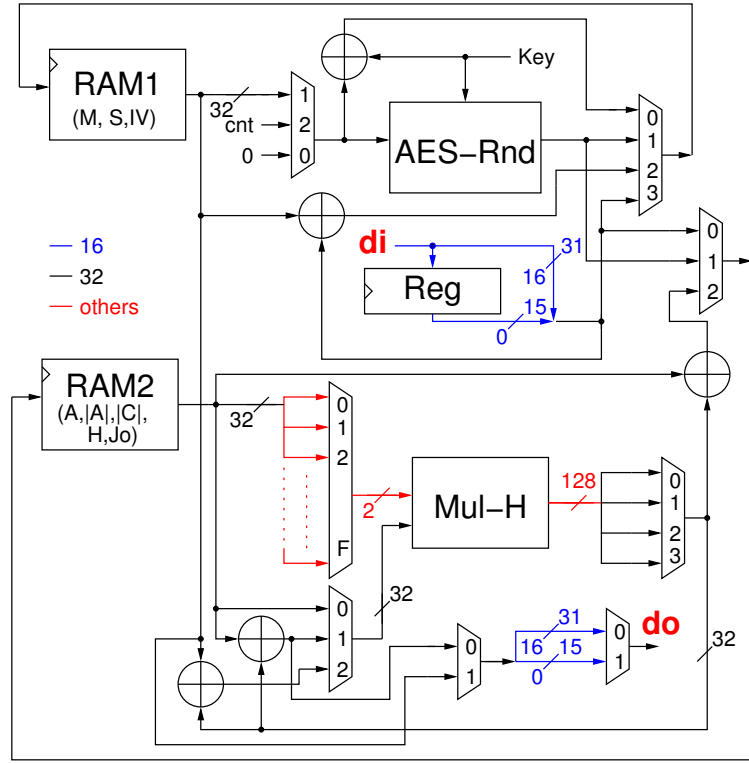 RAM1
(M, S,IV)
32
cnt
0
1
2
0
Key
AES−Rnd
0
1
2
3
16
32
others
di
31
16
Reg
15
0
0
1
2
RAM2
(A,|A|,|C|,
H,Jo)
32
0
1
2
F
2
Mul−H
128
0
1
2
3
32
0
1
2
0
1
31
16
15
0
0
1
do
32